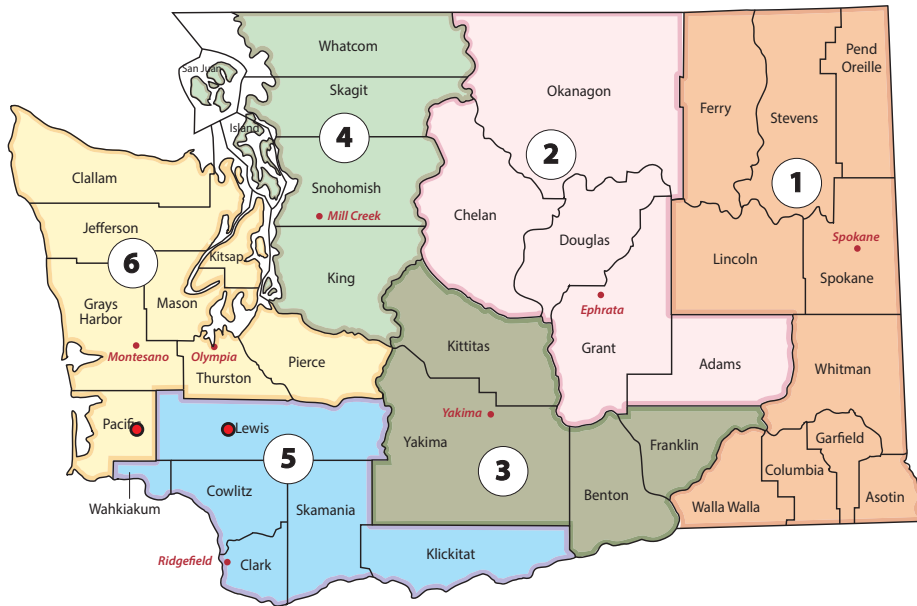 Whatcom
San Juan
Skagit
Island
4
Snohomish
Mill Creek
King
Okanagon
2
Chelan
Douglas
Ephrata
Grant
Adams
Ferry
Stevens
Pend
Oreille
1
Lincoln
Spokane
Spokane
Whitman
Garfield
Columbia
Asotin
Walla Walla
Clallam
Jefferson
6
Kitsap
Grays
Harbor
Mason
Montesano
Olympia
Thurston
Pierce
Pacific
Kittitas
Yakima
Yakima
3
Franklin
Benton
Lewis
5
Wahkiakum
Cowlitz
Skamania
Ridgefield
Clark
Klickitat